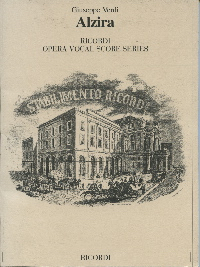 Giuseppe Verdi
Alzira
RICORDI
OPERA VOCAL SCORE SERIES
STABILIMENTO RICORDI
RICORDI